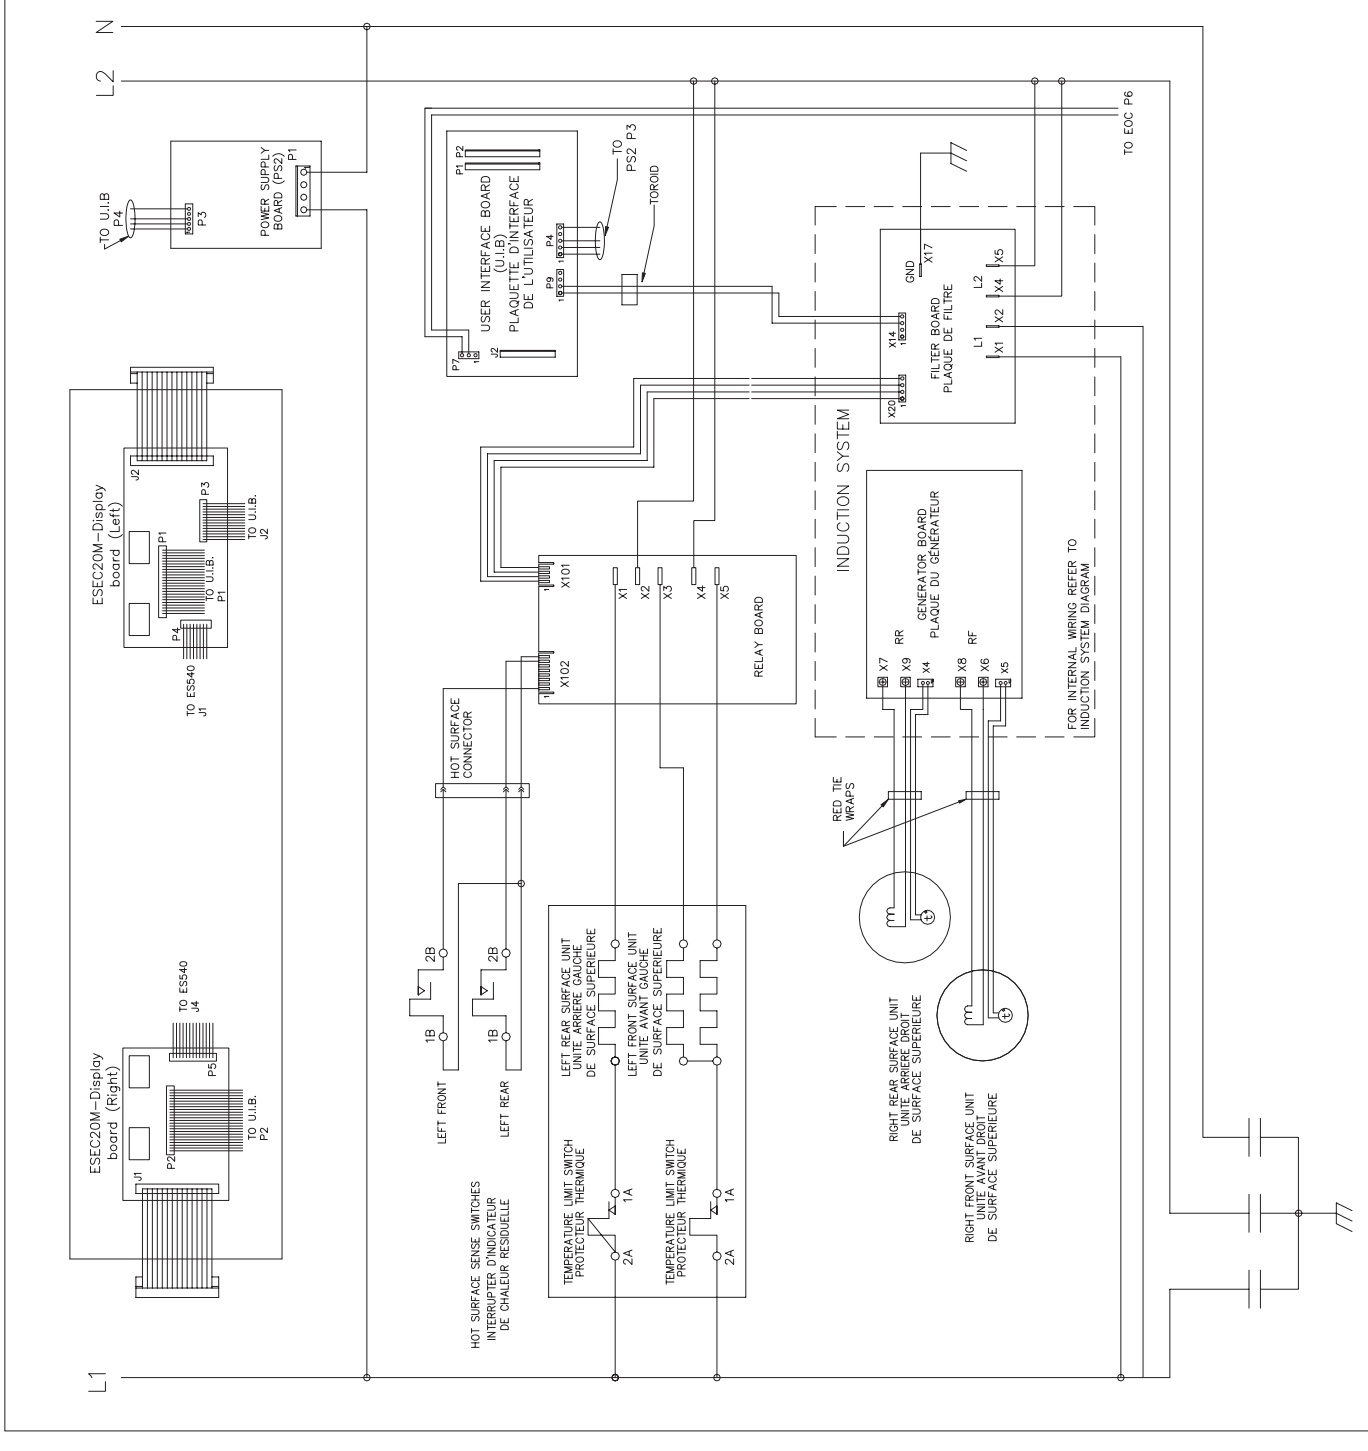 L1
L2
N
ESEC20M-Display
board (Right)
J1
P2
P5
TO U.I.B.
P2
TO ES540
J4
ESEC20M-Display
board (Left)
J2
P1
P3
P4
TO U.I.B.
P1
TO U.I.B.
J2
TO ES540
J1
TO U.I.B
P4
P3
POWER SUPPLY
BOARD (PS2)
P1
1
LEFT FRONT
1B
2B
LEFT REAR
1B
2B
HOT SURFACE SENSE SWITCHES
INTERRUPTER D'INDICATEUR
DE CHALEUR RESIDUELLE
HOT SURFACE
CONNECTOR
USER INTERFACE BOARD
(U.I.B)
PLAQUETTE D'INTERFACE
DE L'UTILISATEUR
P1
P2
P7
1
J2
P9
1
P4
1
TO
PS2 P3
TOROID
TO EOC P6
TEMPERATURE LIMIT SWITCH
PROTECTEUR THERMIQUE
2A
1A
LEFT REAR SURFACE UNIT
UNITE ARRIERE GAUCHE
DE SURFACE SUPERIEURE
LEFT FRONT SURFACE UNIT
UNITE AVANT GAUCHE
DE SURFACE SUPERIEURE
TEMPERATURE LIMIT SWITCH
PROTECTEUR THERMIQUE
2A
1A
X102
1
X101
1
X1
X2
X3
X4
X5
RELAY BOARD
INDUCTION SYSTEM
FILTER BOARD
PLAQUE DE FILTRE
X20
1
X14
1
GND
X17
L1
X1
X2
L2
X4
X5
GENERATOR BOARD
PLAQUE DU GÉNÉRATEUR
RR
RF
X7
X9
X4
X8
X6
X5
FOR INTERNAL WIRING REFER TO
INDUCTION SYSTEM DIAGRAM
RED TIE
WRAPS
t°
t°
RIGHT REAR SURFACE UNIT
UNITE ARRIERE DROIT
DE SURFACE SUPERIEURE
RIGHT FRONT SURFACE UNIT
UNITE AVANT DROIT
DE SURFACE SUPERIEURE